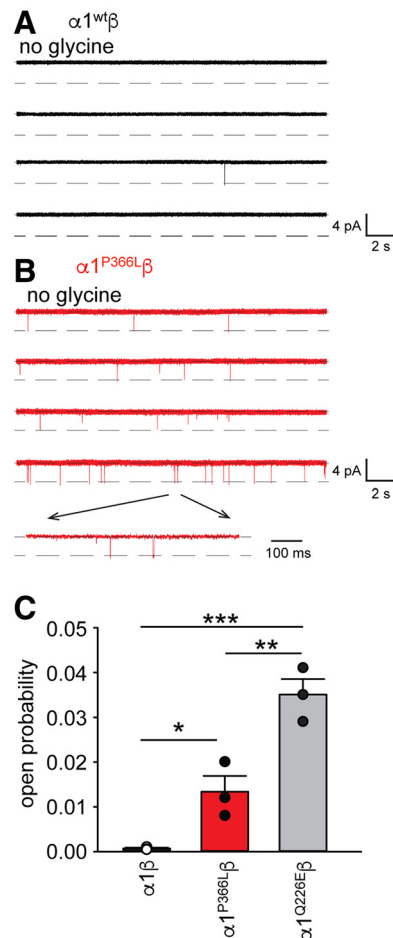 A
α1ʷᵗβ
no glycine
4 pA
2 s
B
α1ᴾ³⁶⁶ᴸβ
no glycine
4 pA
2 s
100 ms
C
***
**
*
open probability
0.05
0.04
0.03
0.02
0.01
0.00
α1β
α1ᴾ³⁶⁶ᴸβ
α1Q226Eβ